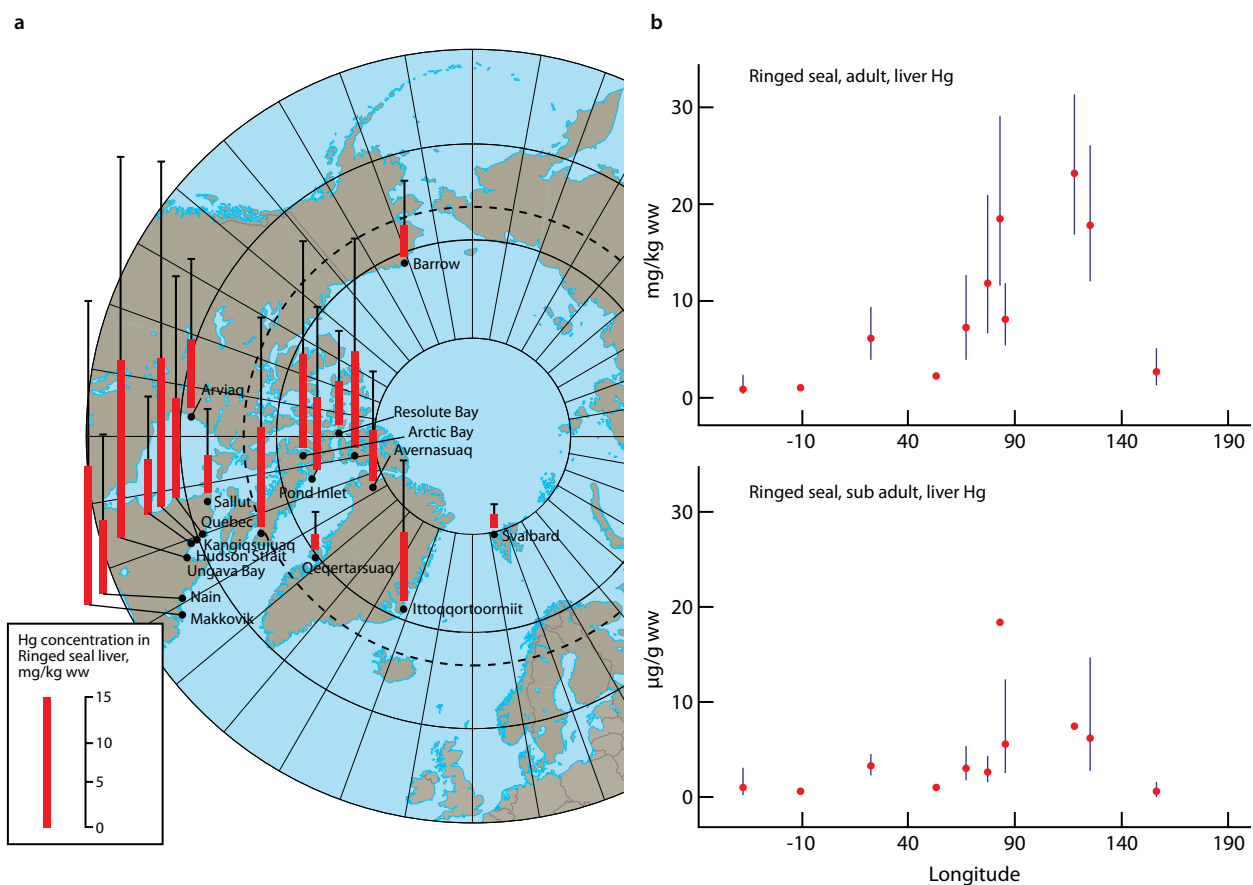 a
Barrow
Arviaq
Resolute Bay
Arctic Bay
Avernasuaq
Pond Inlet
Sallut
Quebec
Kangiqsujuaq
Hudson Strait
Ungava Bay
Qeqertarsuaq
Svalbard
Nain
Makkovik
Ittoqqortoormiit
Hg concentration in
Ringed seal liver,
mg/kg ww
15
10
5
0
b
Ringed seal, adult, liver Hg
mg/kg ww
30
20
10
0
-10 40 90 140 190
Ringed seal, sub adult, liver Hg
µg/g ww
30
20
10
0
-10 40 90 140 190
Longitude